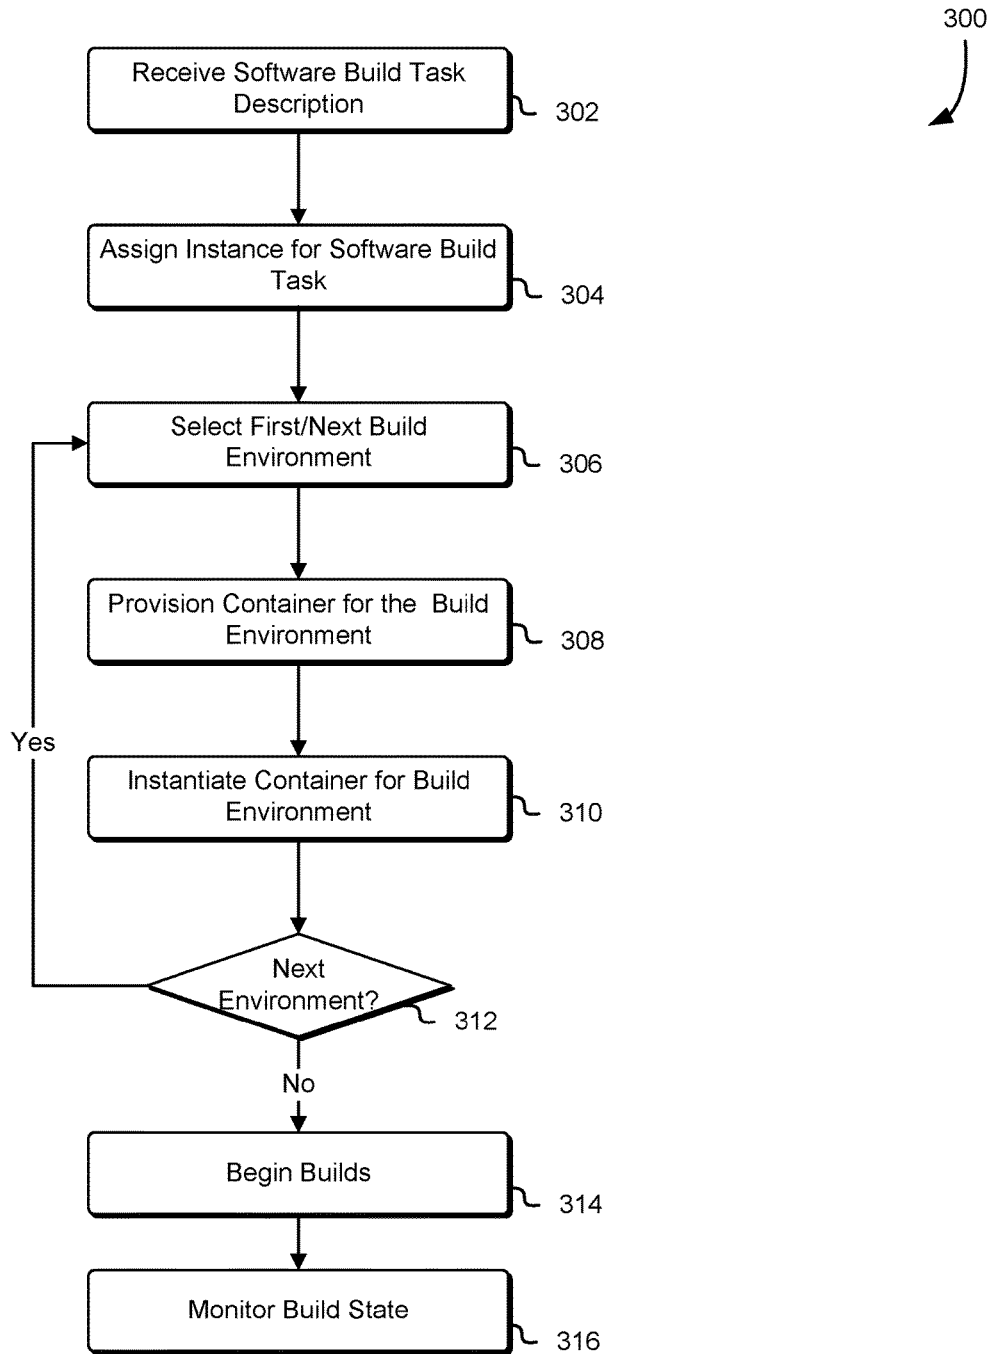 300
Receive Software Build Task
Description
302
Assign Instance for Software Build
Task
304
Select First/Next Build
Environment
306
Provision Container for the  Build
Environment
308
Yes
Instantiate Container for Build
Environment
310
Next
Environment?
312
No
Begin Builds
314
Monitor Build State
316